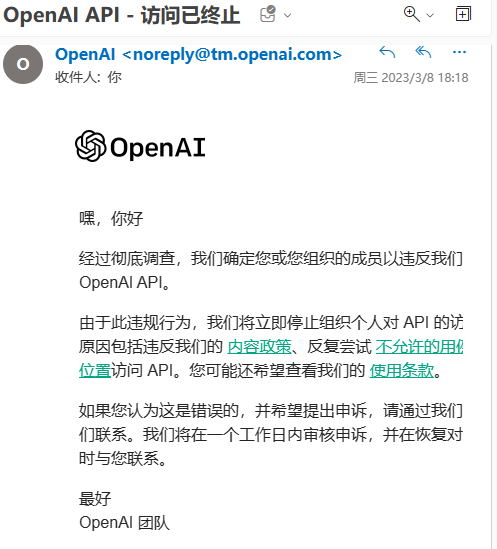 OpenAI API - 访问已终止
O
OpenAI <noreply@tm.openai.com>
收件人: 你
周三 2023/3/8 18:18
OpenAI
嘿，你好
经过彻底调查，我们确定您或您组织的成员以违反我们
OpenAI API。
由于此违规行为，我们将立即停止组织个人对 API 的访
原因包括违反我们的 内容政策、反复尝试 不允许的用例
位置访问 API。您可能还希望查看我们的 使用条款。
如果您认为这是错误的，并希望提出申诉，请通过我们
们联系。我们将在一个工作日内审核申诉，并在恢复对
时与您联系。
最好
OpenAI 团队